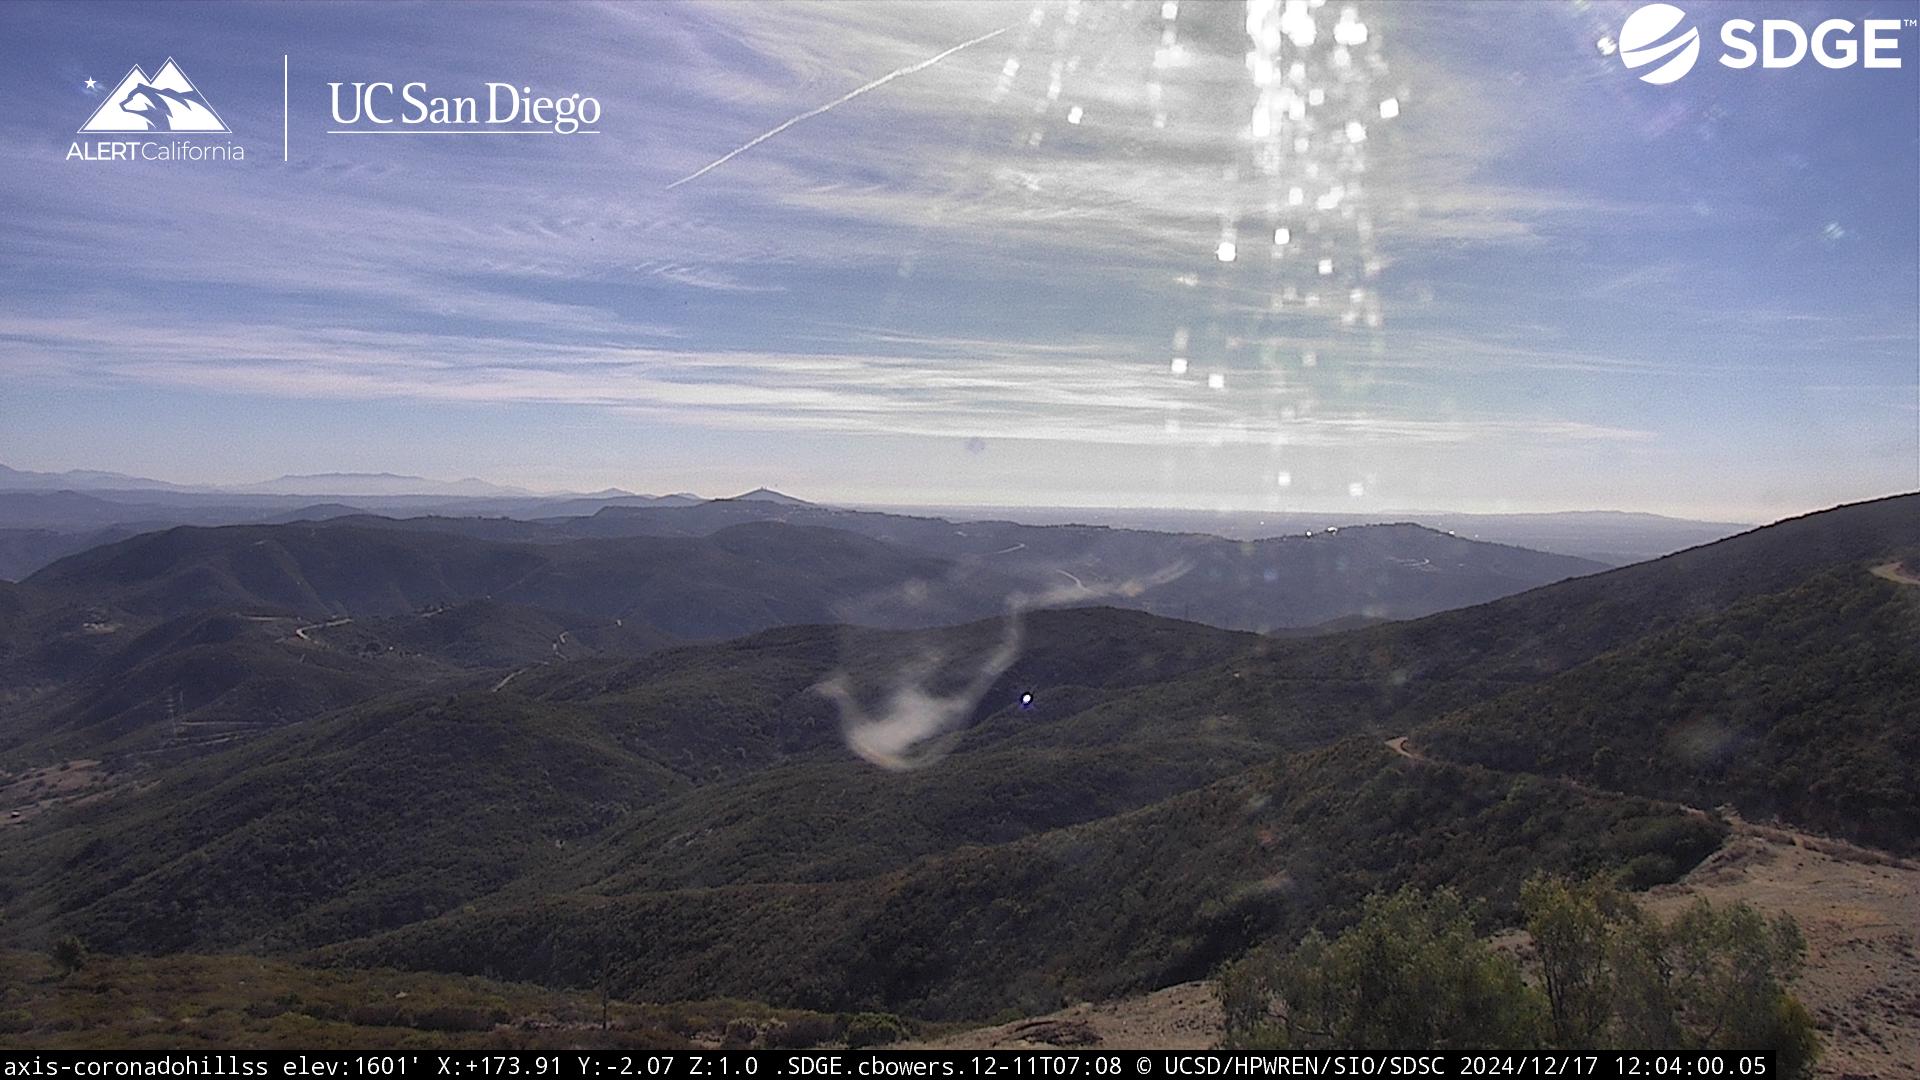 ALERTCalifornia
UC San Diego
SDGE™
axis-coronadohillss elev:1601' X:+173.91 Y:-2.07 Z:1.0 .SDGE.cbowers.12-11T07:08 © UCSD/HPWREN/SIO/SDSC 2024/12/17 12:04:00.05